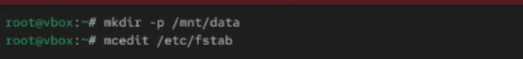 root@vbox:~# mkdir -p /mnt/data
root@vbox:~# mcedit /etc/fstab